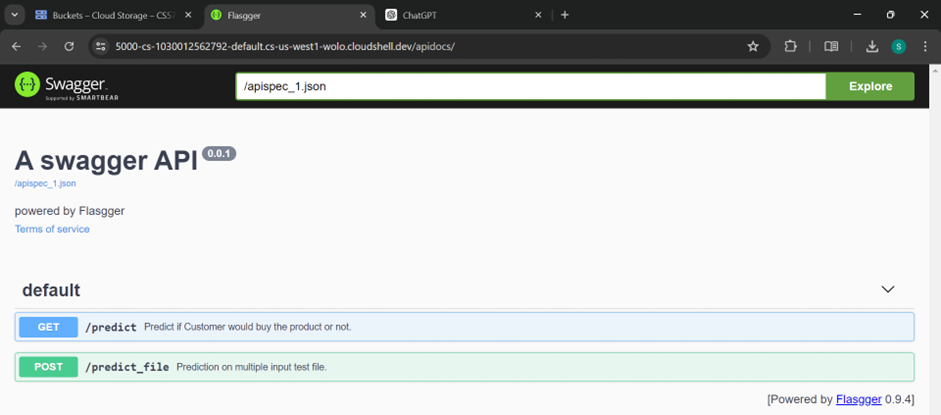 Buckets – Cloud Storage – CS57
Flasgger
ChatGPT
5000-cs-1030012562792-default.cs-us-west1-wolo.cloudshell.dev/apidocs/
S
Swagger.
Supported by SMARTBEAR
/apispec_1.json
Explore
A swagger API 0.0.1
/apispec_1.json
powered by Flasgger
Terms of service
default
GET /predict Predict if Customer would buy the product or not.
POST /predict_file Prediction on multiple input test file.
[Powered by Flasgger 0.9.4]